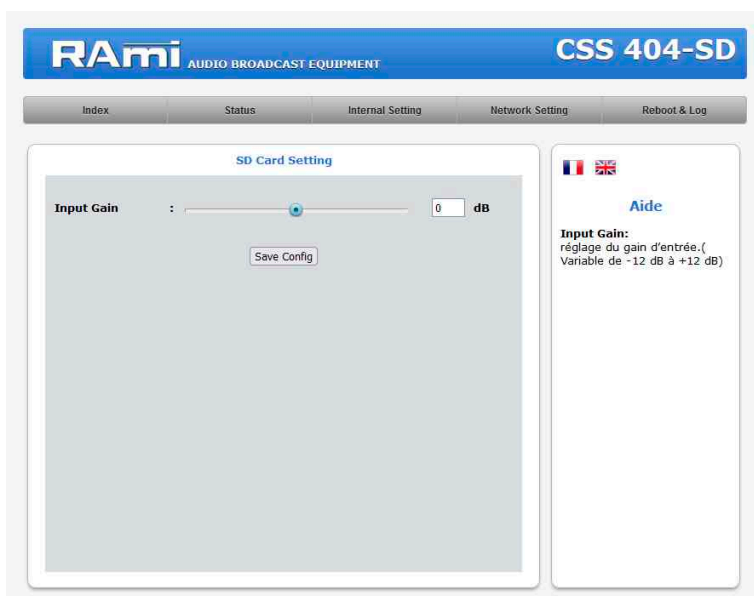 RAmi AUDIO BROADCAST EQUIPMENT
CSS 404-SD
Index Status Internal Setting Network Setting Reboot & Log
SD Card Setting
Input Gain : 0 dB
Save Config
Aide
Input Gain:
réglage du gain d'entrée.(
Variable de -12 dB à +12 dB)